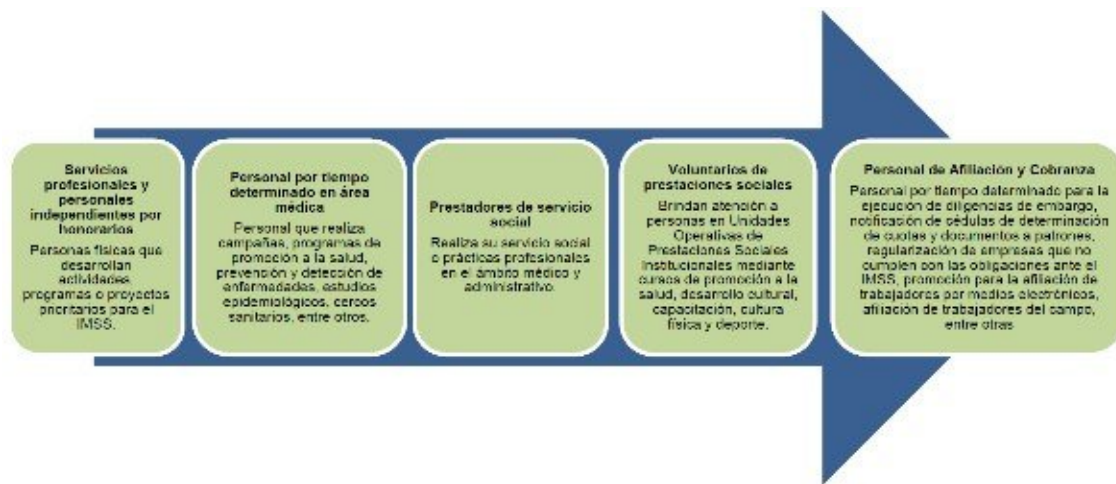 Servicios
profesionales y
personales
independientes por
honorarios
Personas físicas que
desarrollan
actividades,
programas o proyectos
prioritarios para el
IMSS.
Personal por tiempo
determinado en área
médica
Personal que realiza
campañas, programas de
promoción a la salud,
prevención y detección de
enfermedades, estudios
epidemiológicos, cercos
sanitarios, entre otros.
Prestadores de servicio
social
Realiza su servicio social
o prácticas profesionales
en el ámbito médico y
administrativo.
Voluntarios de
prestaciones sociales
Brindan atención a
personas en Unidades
Operativas de
Prestaciones Sociales
Institucionales mediante
cursos de promoción a la
salud, desarrollo cultural,
capacitación, cultura
física y deporte.
Personal de Afiliación y Cobranza
Personal por tiempo determinado para la
ejecución de diligencias de embargo,
notificación de cédulas de determinación
de cuotas y documentos a patrones,
regularización de empresas que no
cumplen con las obligaciones ante el
IMSS, promoción para la afiliación de
trabajadores por medios electrónicos,
afiliación de trabajadores del campo,
entre otras